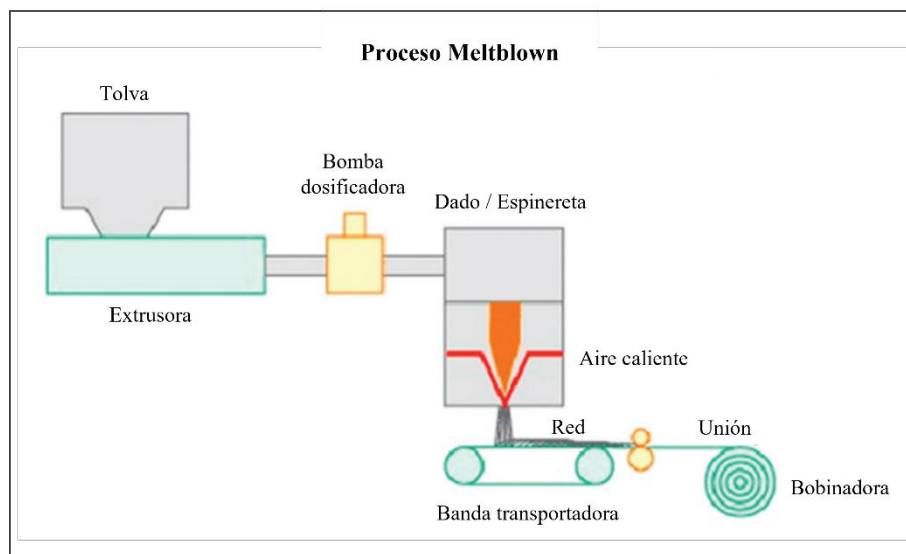 Proceso Meltblown
Tolva
Bomba
dosificadora
Dado / Espinereta
Extrusora
Aire caliente
Red
Unión
Bobinadora
Banda transportadora